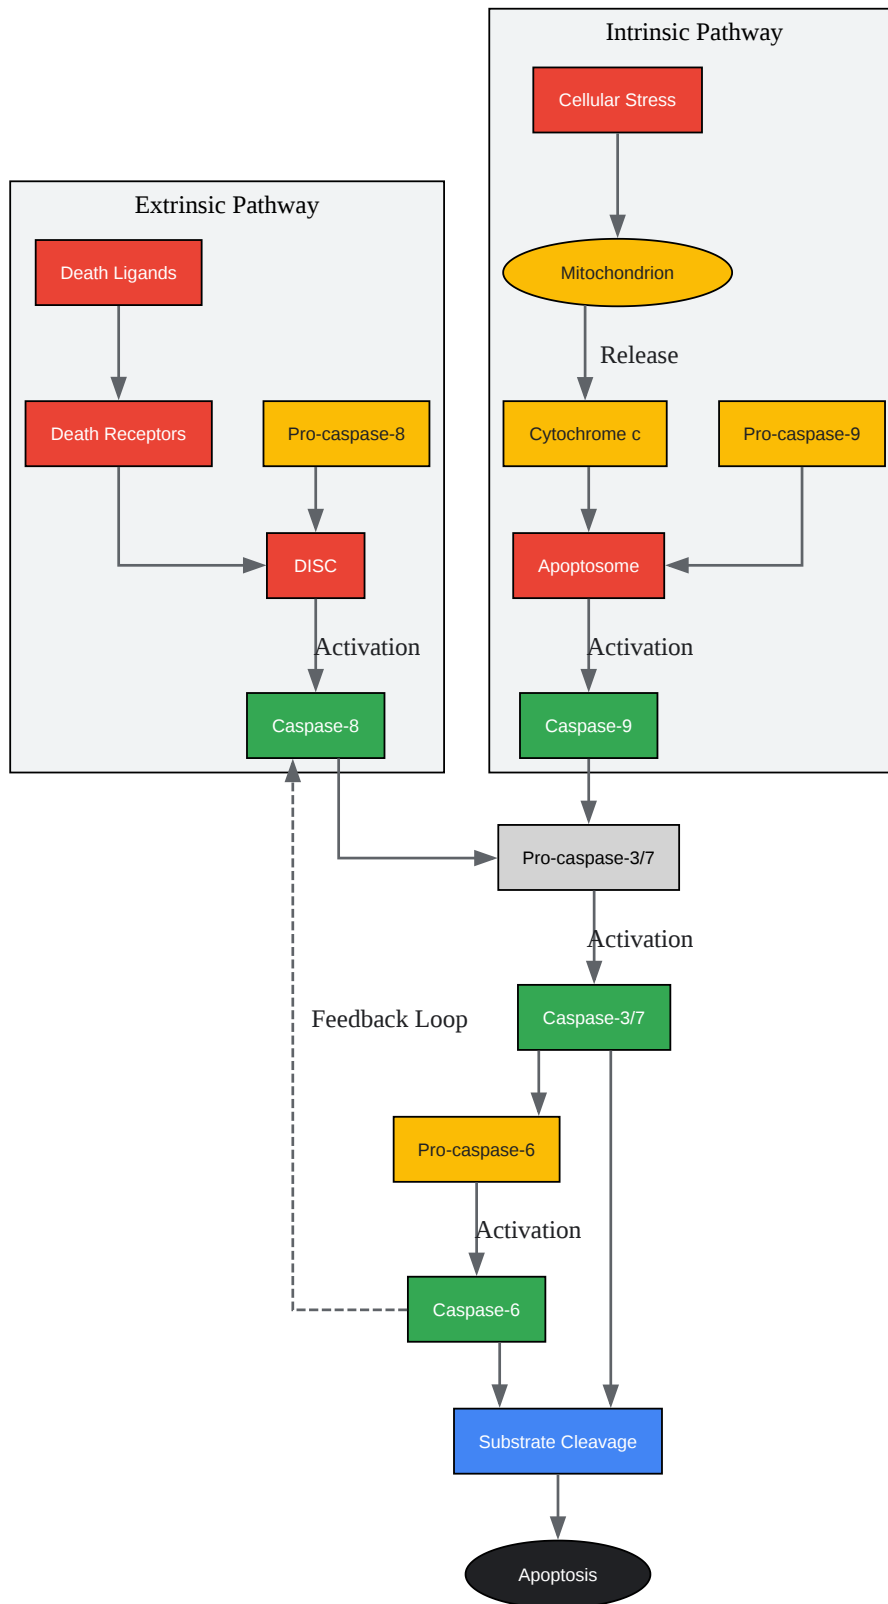 Intrinsic Pathway
Cellular Stress
Extrinsic Pathway
Death Ligands
Mitochondrion
Release
Death Receptors
Pro-caspase-8
Cytochrome c
Pro-caspase-9
DISC
Apoptosome
Activation
Activation
Caspase-8
Caspase-9
Pro-caspase-3/7
Activation
Caspase-3/7
Feedback Loop
Pro-caspase-6
Activation
Caspase-6
Substrate Cleavage
Apoptosis